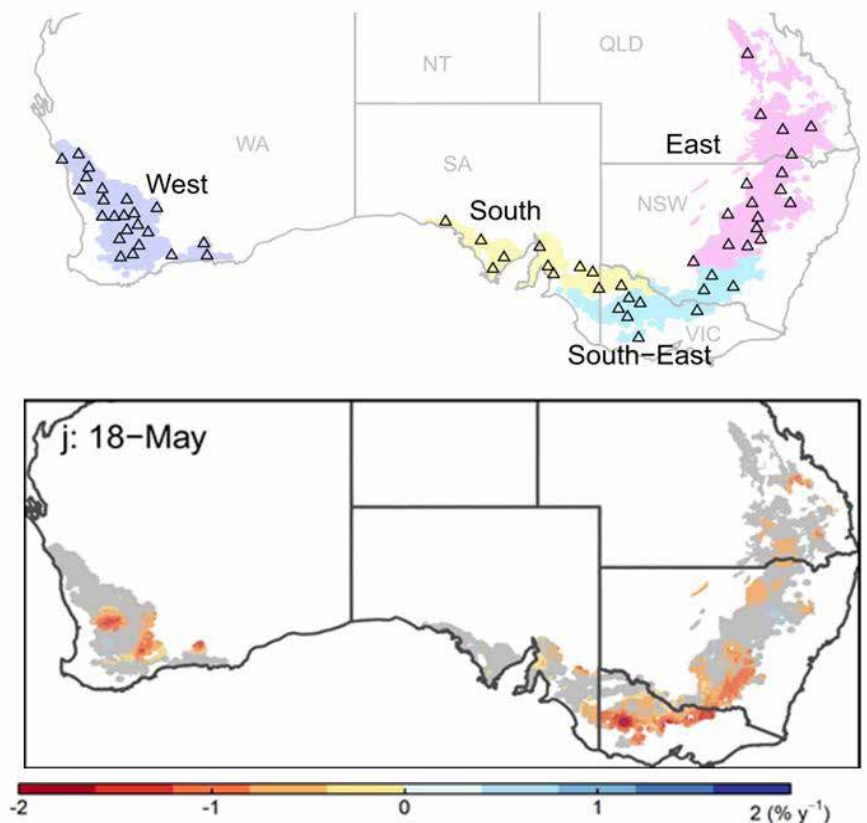 QLD
NT
WA
East
SA
West
NSW
South
VIC
South−East
j: 18−May
-2 -1 0 1 2 (% y⁻¹)